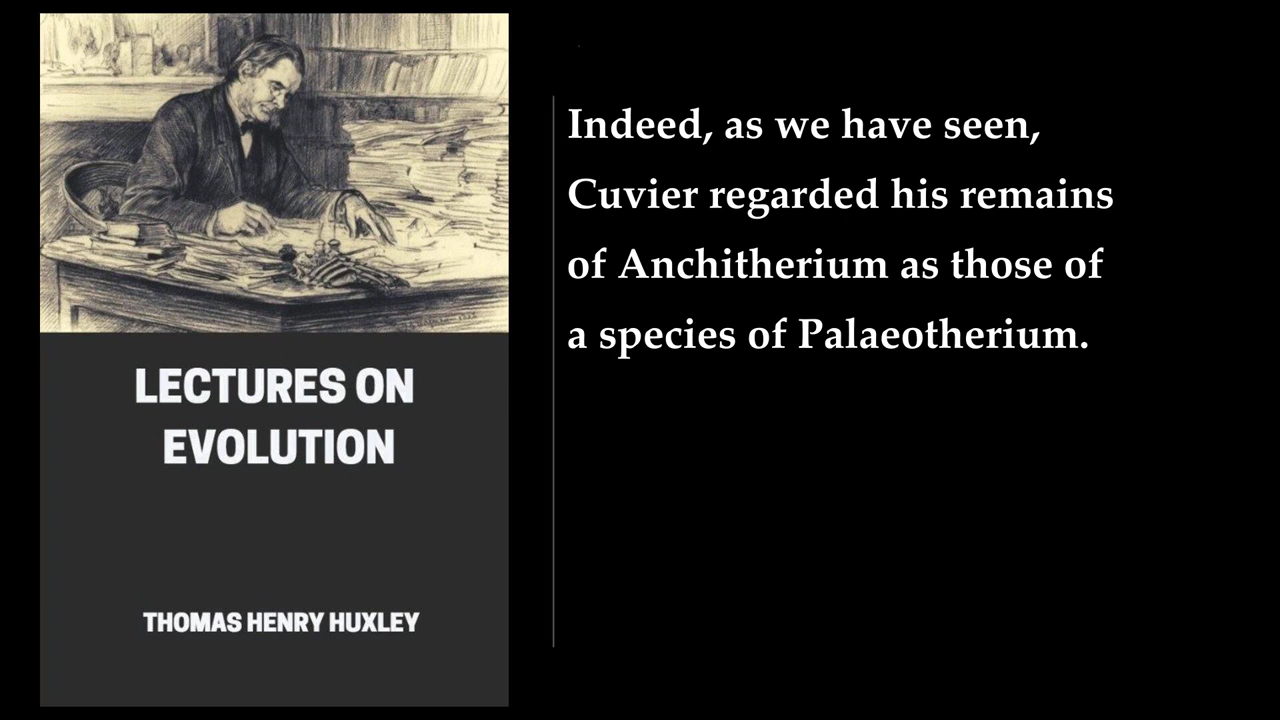 LECTURES ON
EVOLUTION
THOMAS HENRY HUXLEY
Indeed, as we have seen,
Cuvier regarded his remains
of Anchitherium as those of
a species of Palaeotherium.